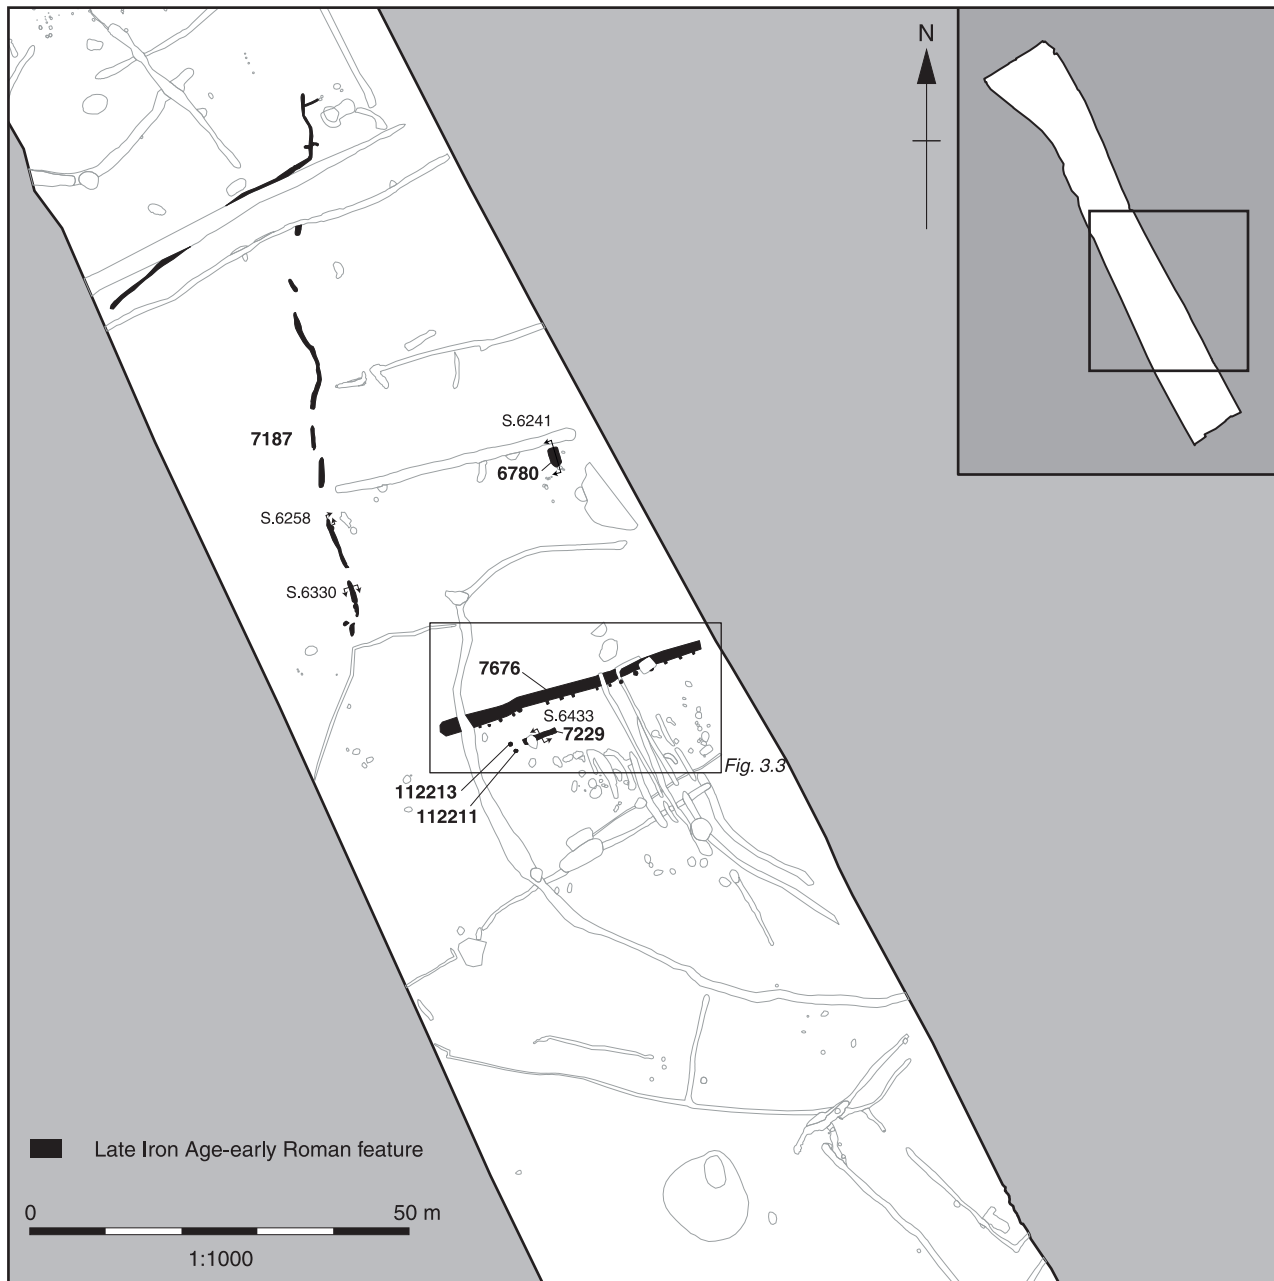 N
S.6241
7187
6780
S.6258
S.6330
7676
S.6433
7229
Fig. 3.3
112213
112211
Late Iron Age-early Roman feature
0 50 m
1:1000